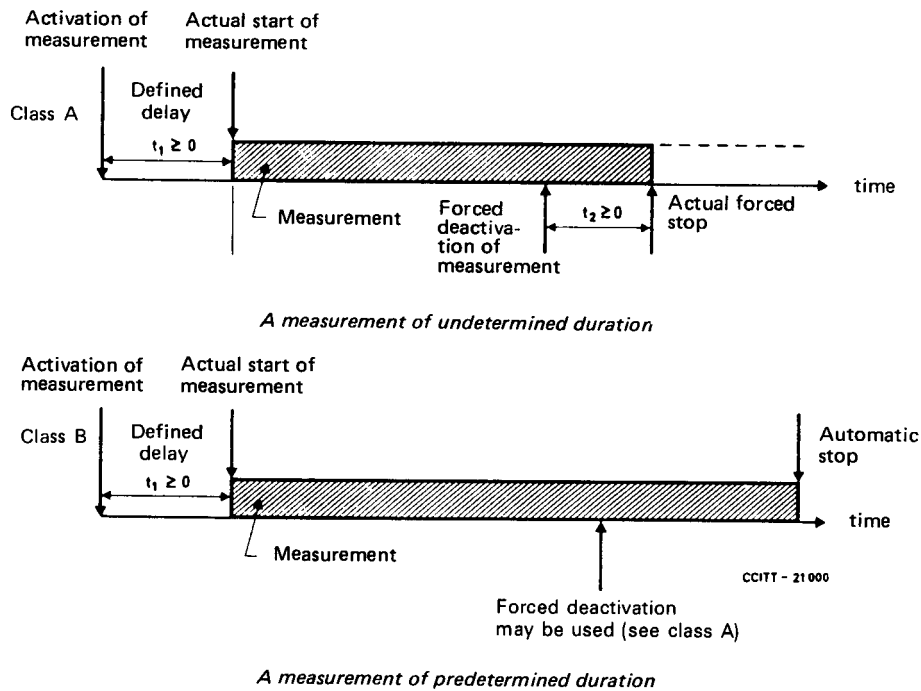 Activation of
measurement
Actual start of
measurement
Class A
Defined
delay
t₁ ≥ 0
time
Measurement
Forced
deactiva-
tion of
measurement
t₂ ≥ 0
Actual forced
stop
A measurement of undetermined duration
Activation of
measurement
Actual start of
measurement
Class B
Defined
delay
t₁ ≥ 0
Automatic
stop
time
Measurement
CCITT - 21000
Forced deactivation
may be used (see class A)
A measurement of predetermined duration